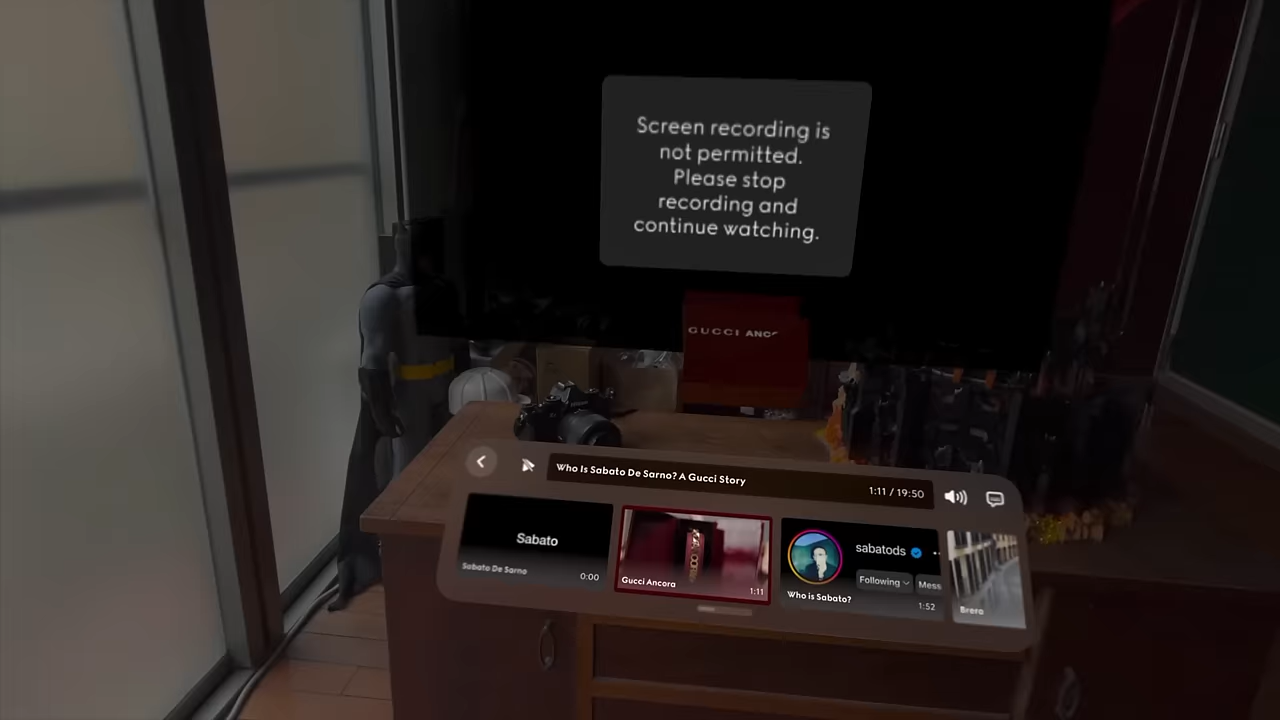 Screen recording is
not permitted.
Please stop
recording and
continue watching.
GUCCI ANCO
Who Is Sabato De Sarno? A Gucci Story
1:11 / 19:50
Sabato
Sabato De Sarno
0:00
Gucci Ancora
1:11
sabatods
Following
Mess
Who is Sabato?
1:52
Brera